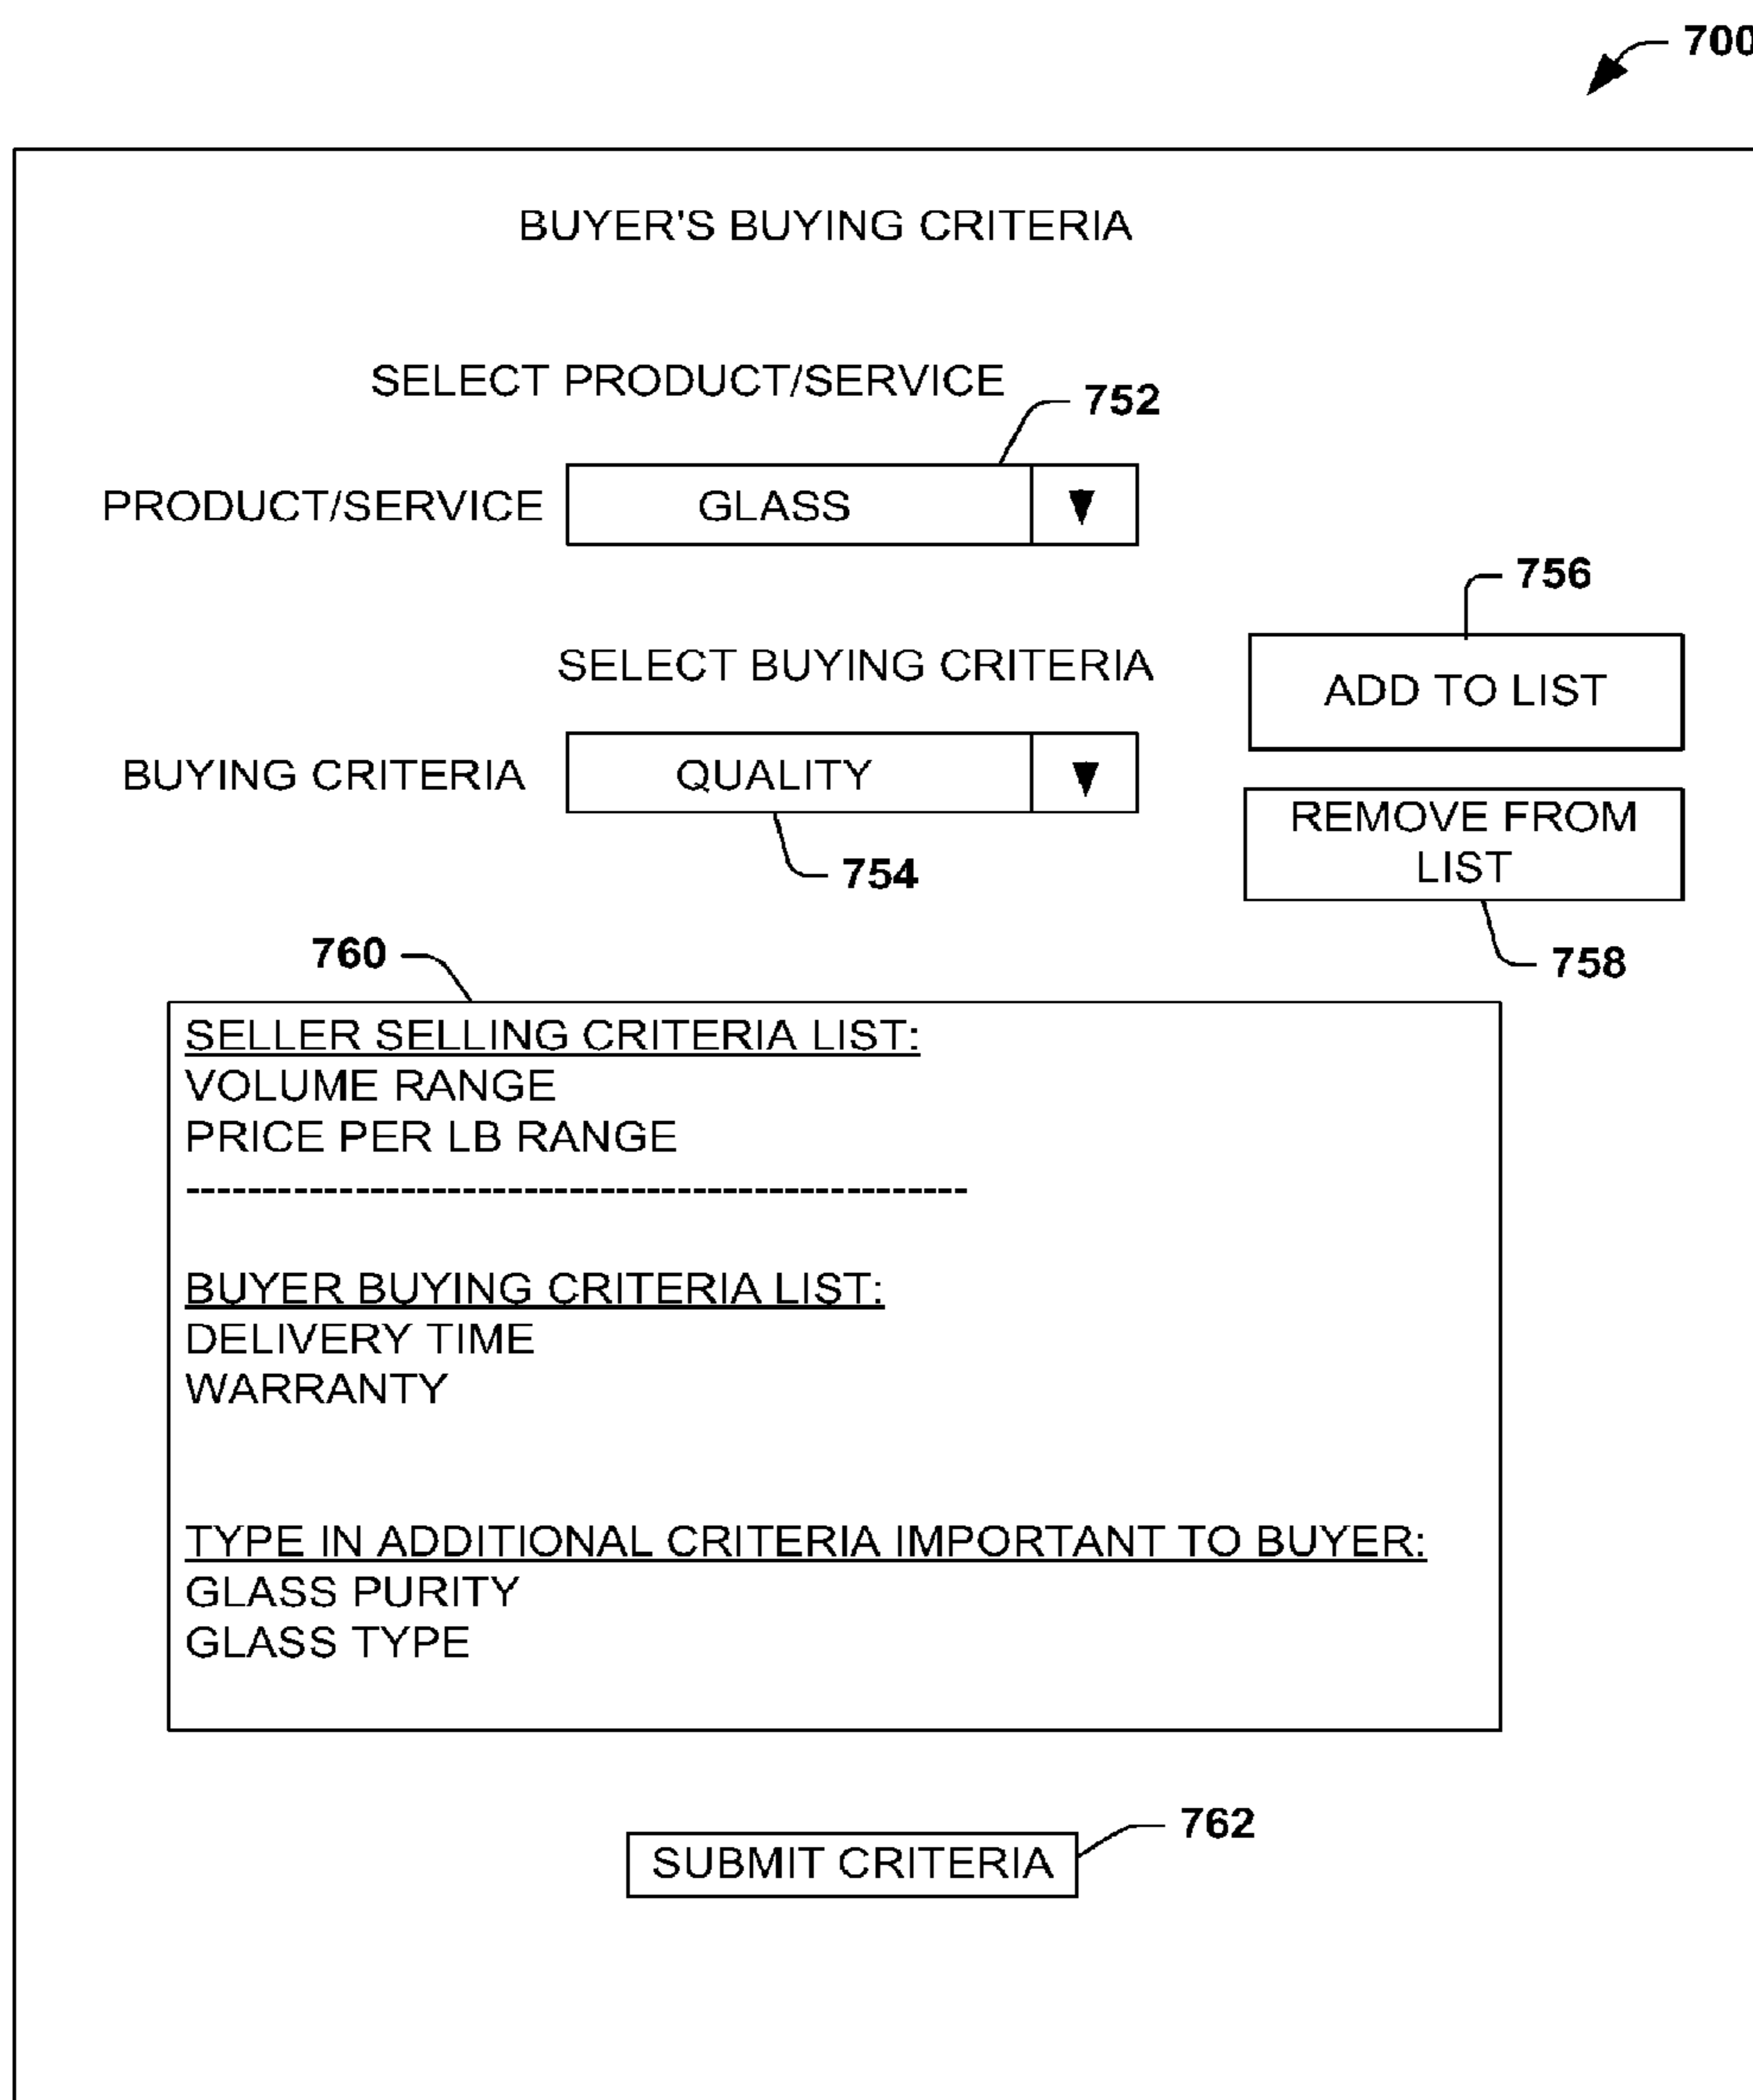 700
BUYER'S BUYING CRITERIA
SELECT PRODUCT/SERVICE
752
PRODUCT/SERVICE GLASS
756
SELECT BUYING CRITERIA
ADD TO LIST
BUYING CRITERIA QUALITY
REMOVE FROM
LIST
754
758
760
SELLER SELLING CRITERIA LIST:
VOLUME RANGE
PRICE PER LB RANGE
---------------------------------------------------
BUYER BUYING CRITERIA LIST:
DELIVERY TIME
WARRANTY
TYPE IN ADDITIONAL CRITERIA IMPORTANT TO BUYER:
GLASS PURITY
GLASS TYPE
762
SUBMIT CRITERIA